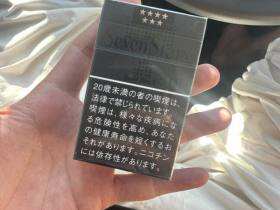 Seven Stars
20歳未満の者の喫煙は、
法律で禁じられています。
喫煙は、様々な疾病にな
る危険性を高め、あなた
の健康寿命を短くするお
それがあります。ニコチン
には依存性があります。